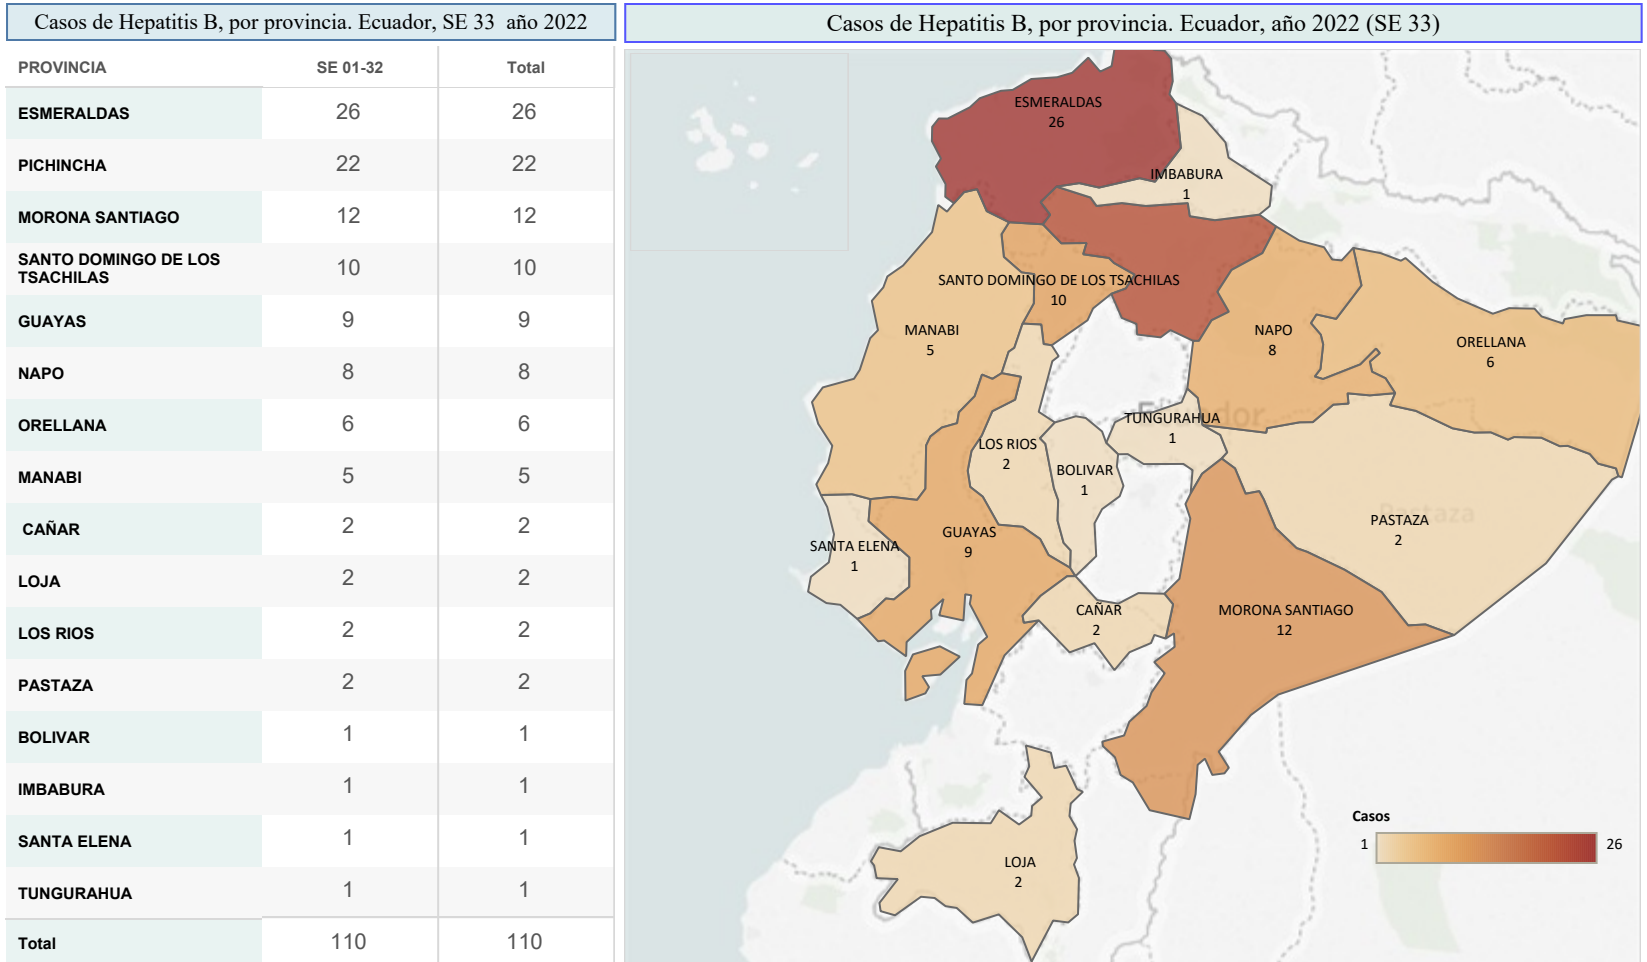 Casos de Hepatitis B, por provincia. Ecuador, SE 33 año 2022
PROVINCIA SE 01-32 Total
ESMERALDAS 26 26
PICHINCHA 22 22
MORONA SANTIAGO 12 12
SANTO DOMINGO DE LOS
TSACHILAS 10 10
GUAYAS 9 9
NAPO 8 8
ORELLANA 6 6
MANABI 5 5
CAÑAR 2 2
LOJA 2 2
LOS RIOS 2 2
PASTAZA 2 2
BOLIVAR 1 1
IMBABURA 1 1
SANTA ELENA 1 1
TUNGURAHUA 1 1
Total 110 110
Casos de Hepatitis B, por provincia. Ecuador, año 2022 (SE 33)
ESMERALDAS
26
IMBABURA
1
SANTO DOMINGO DE LOS TSACHILAS
10
MANABI
5
NAPO
8
ORELLANA
6
Ecuador
TUNGURAHUA
1
LOS RIOS
2
BOLIVAR
1
Pastaza
PASTAZA
2
GUAYAS
9
SANTA ELENA
1
CAÑAR
2
MORONA SANTIAGO
12
LOJA
2
Casos
1 26